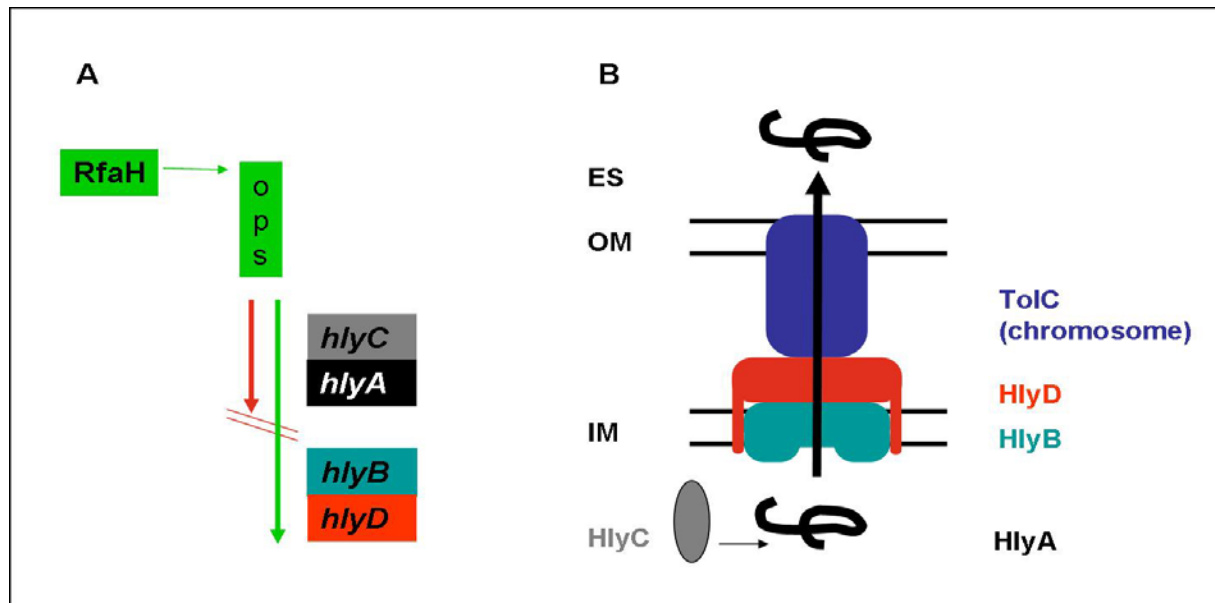 A
RfaH
o
p
s
hlyC
hlyA
hlyB
hlyD
B
ES
OM
IM
TolC
(chromosome)
HlyD
HlyB
HlyC
HlyA